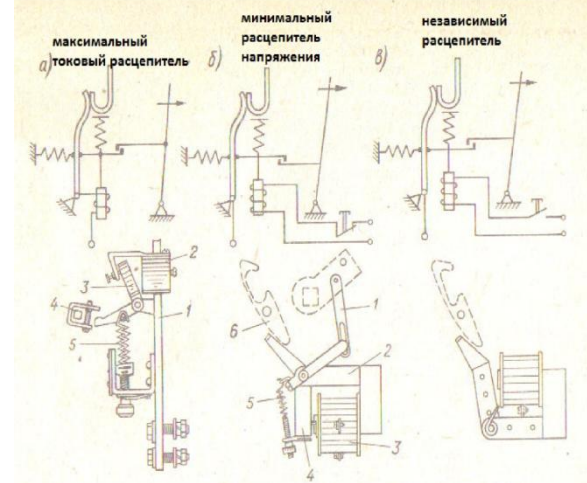 максимальный
токовый расцепитель
минимальный
расцепитель
напряжения
независимый
расцепитель
а)
б)
в)
2
3
4
1
5
6
1
2
5
3
4